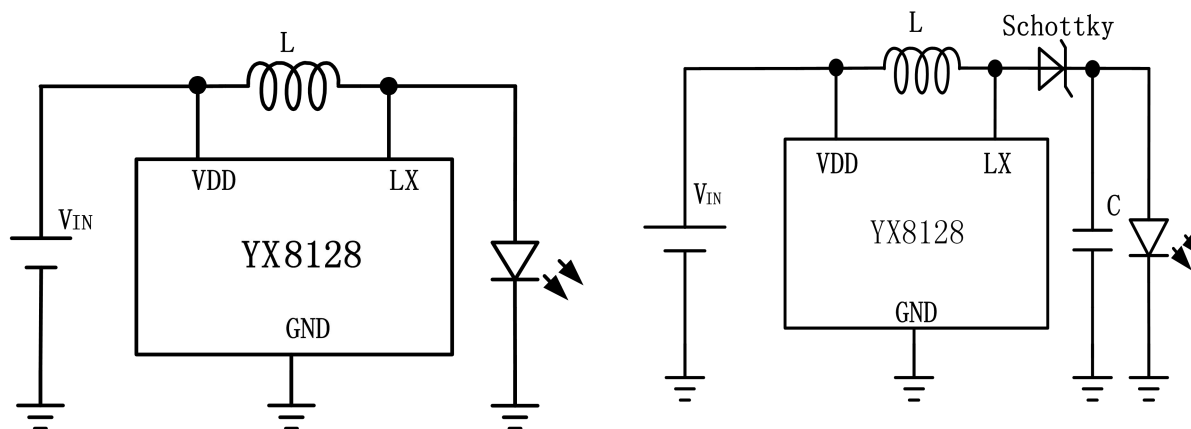 L
VDD
LX
VIN
YX8128
GND
L
Schottky
VDD
LX
VIN
YX8128
C
GND